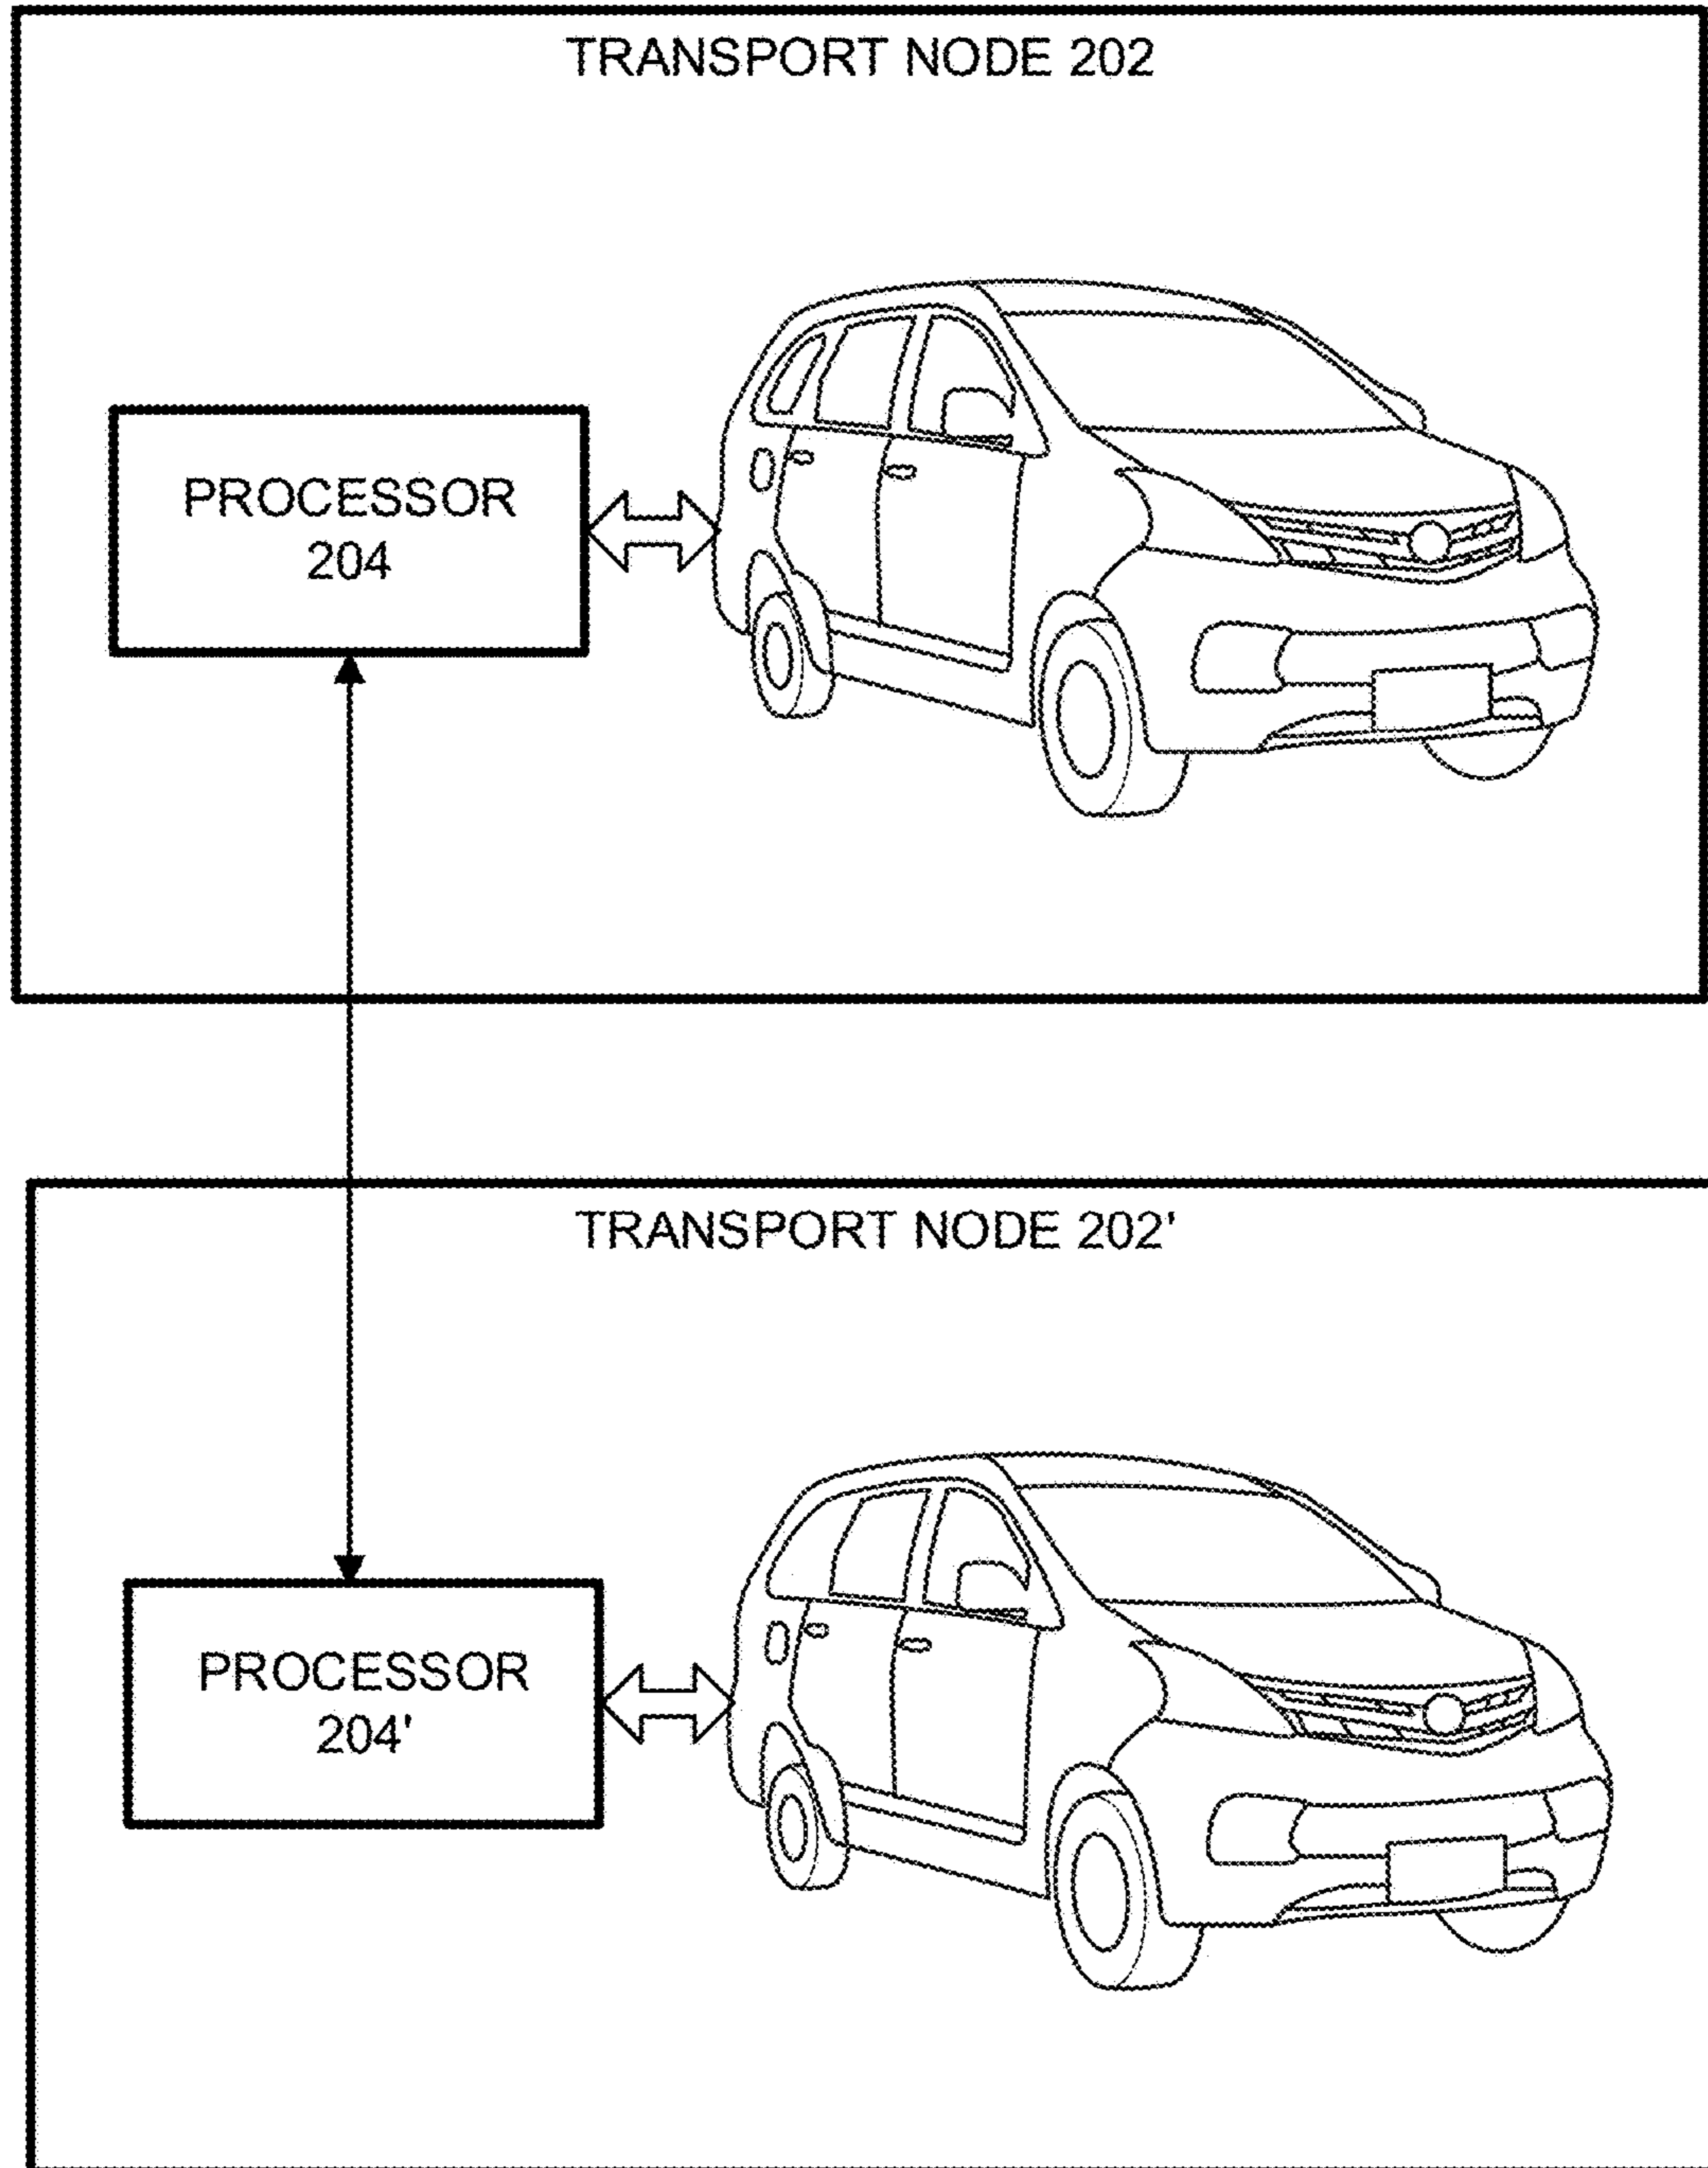 TRANSPORT NODE 202
PROCESSOR
204
TRANSPORT NODE 202'
PROCESSOR
204'